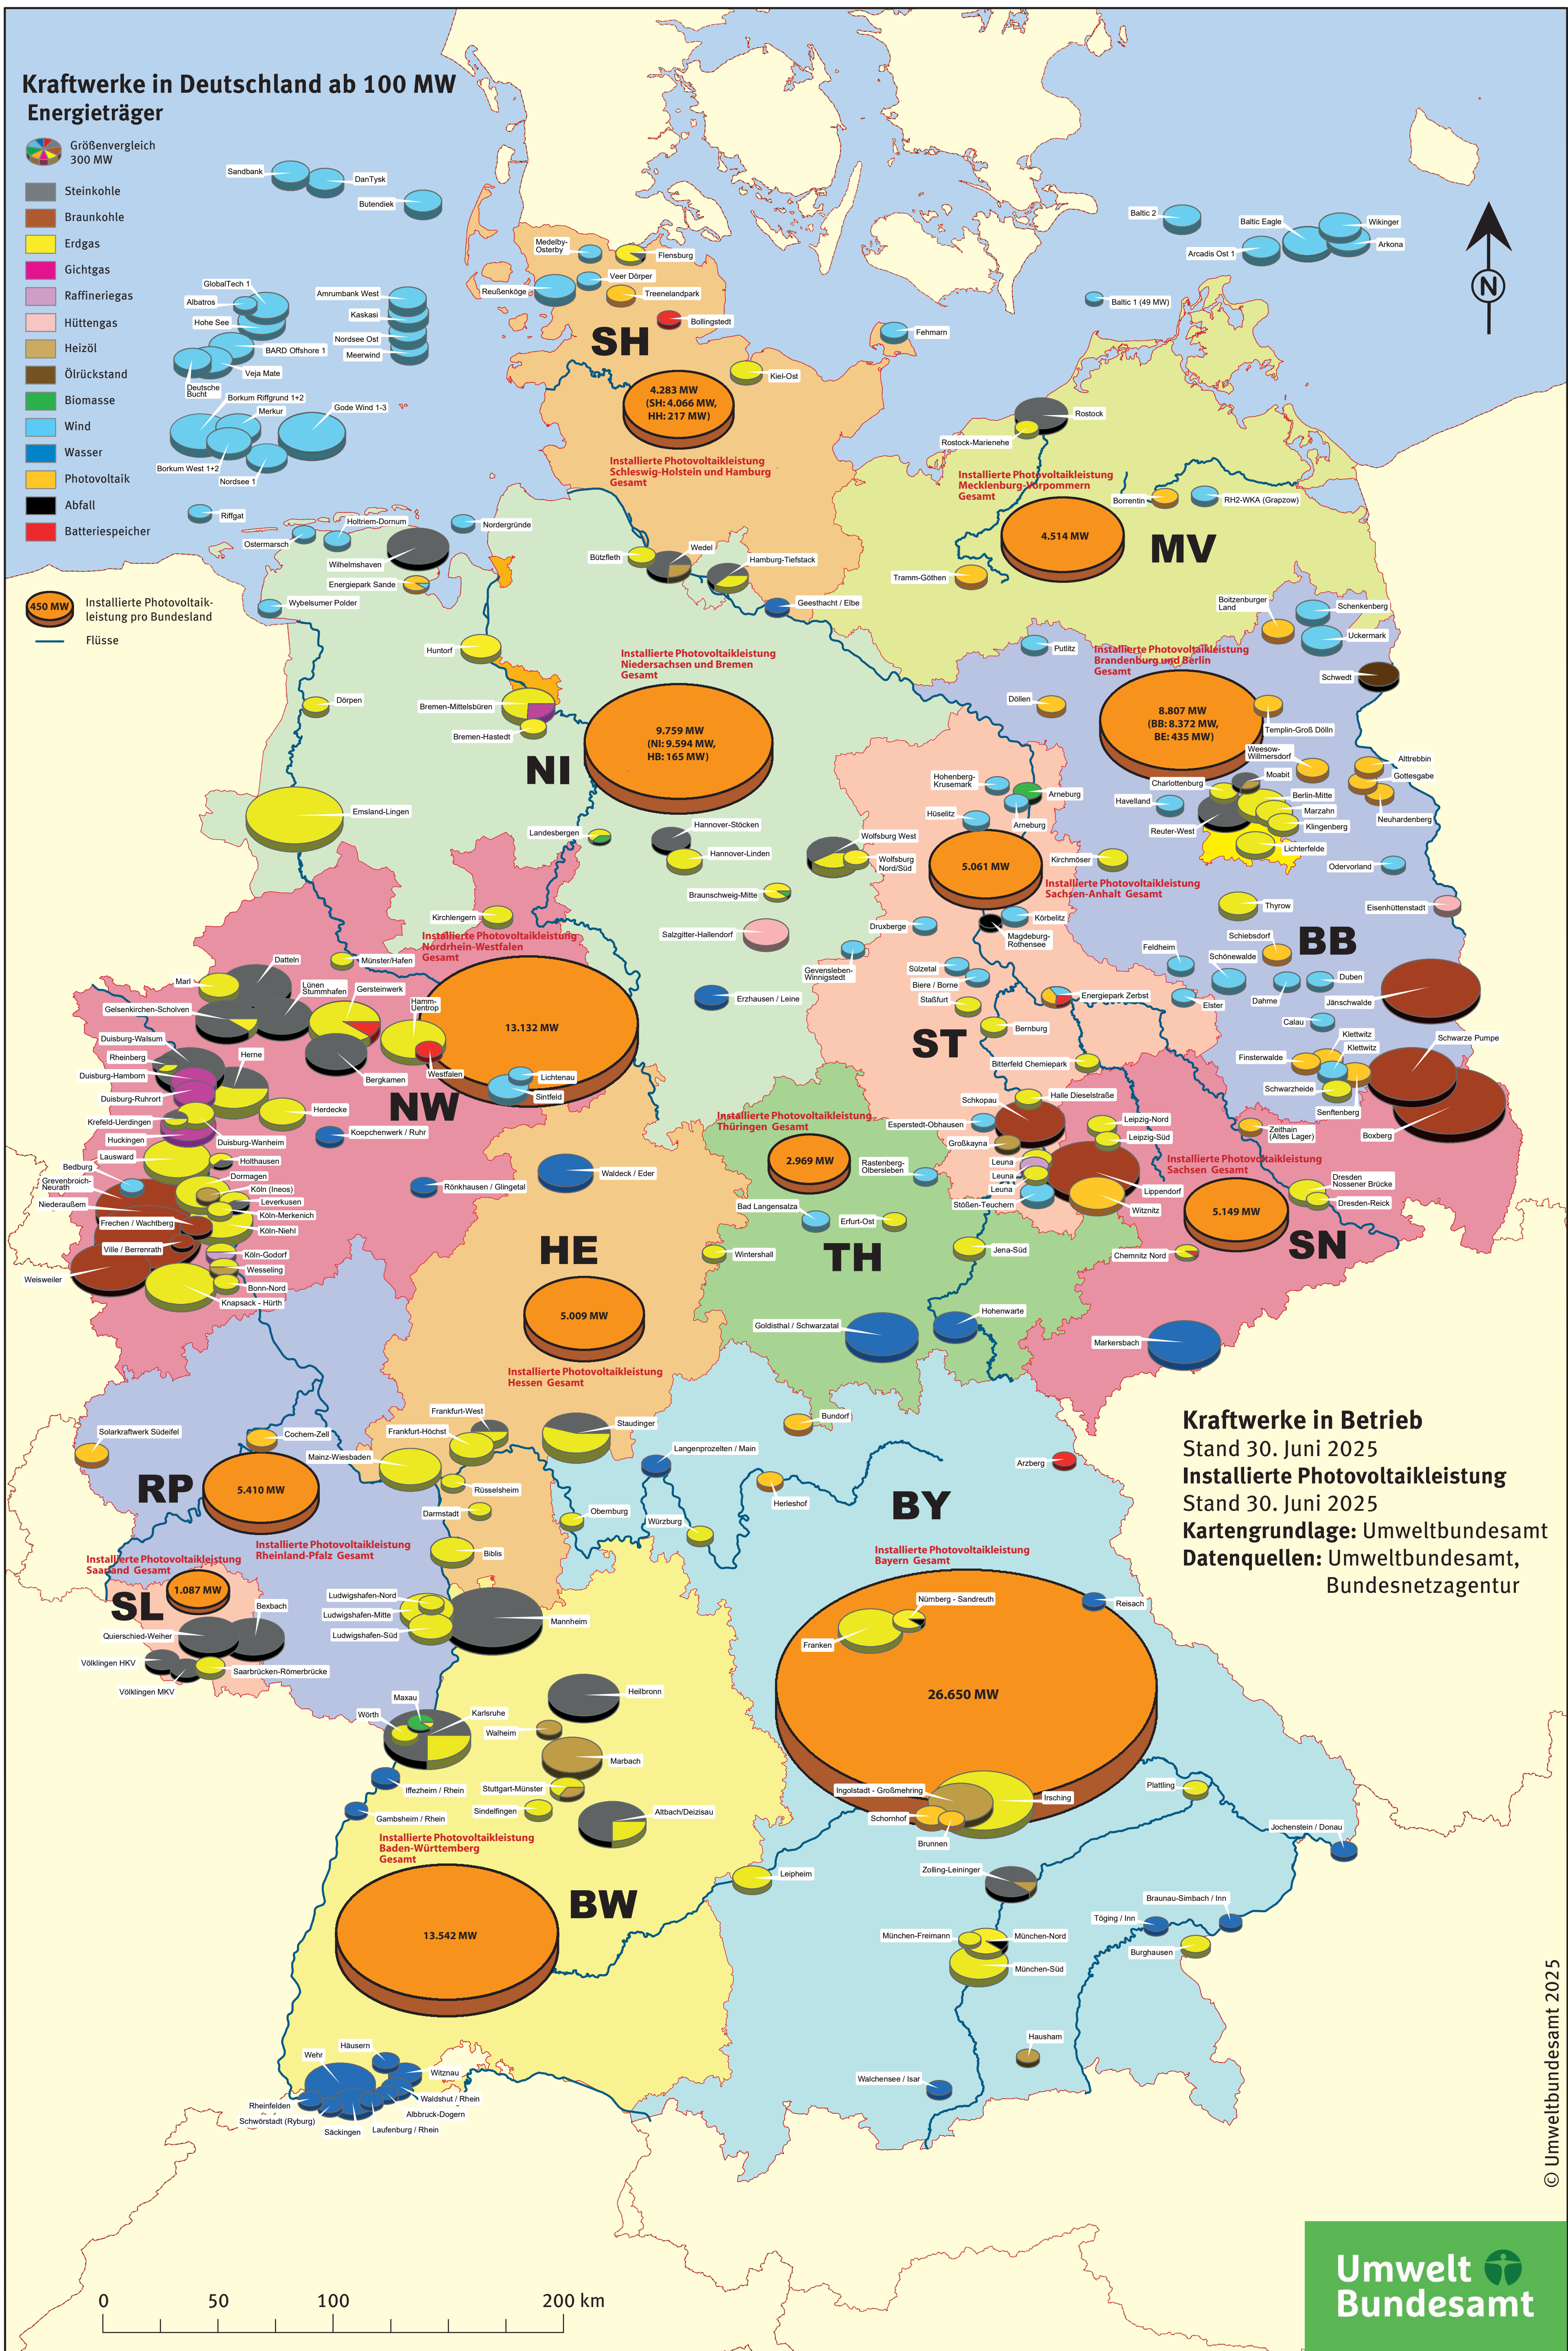 Kraftwerke in Deutschland ab 100 MW
Energieträger
Größenvergleich
300 MW
Steinkohle
Braunkohle
Erdgas
Gichtgas
Raffineriegas
Hüttengas
Heizöl
Ölrückstand
Biomasse
Wind
Wasser
Photovoltaik
Abfall
Batteriespeicher
450 MW
Installierte Photovoltaik-
leistung pro Bundesland
Flüsse
N
Sandbank
DanTysk
Butendiek
GlobalTech 1
Albatros
Hohe See
BARD Offshore 1
Veja Mate
Deutsche
Bucht
Amrumbank West
Kaskasi
Nordsee Ost
Meerwind
Borkum Riffgrund 1+2
Merkur
Gode Wind 1-3
Borkum West 1+2
Nordsee 1
Riffgat
Nordergründe
Baltic 2
Baltic Eagle
Wikinger
Arcadis Ost 1
Arkona
Baltic 1 (49 MW)
Medelby-
Osterby
Flensburg
Veer Dörper
Reußenköge
Treenelandpark
Bollingstedt
SH
Fehmarn
Kiel-Ost
4.283 MW
(SH: 4.066 MW,
HH: 217 MW)
Installierte Photovoltaikleistung
Schleswig-Holstein und Hamburg
Gesamt
Rostock
Rostock-Marienehe
Installierte Photovoltaikleistung
Mecklenburg-Vorpommern
Gesamt
Borrentin
RH2-WKA (Grapzow)
4.514 MW
MV
Tramm-Göthen
Ostermarsch
Holtriem-Dornum
Wilhelmshaven
Energiepark Sande
Wybelsumer Polder
Bützfleth
Wedel
Hamburg-Tiefstack
Geesthacht / Elbe
Huntorf
Dörpen
Bremen-Mittelsbüren
Bremen-Hastedt
Installierte Photovoltaikleistung
Niedersachsen und Bremen
Gesamt
9.759 MW
(NI: 9.594 MW,
HB: 165 MW)
NI
Emsland-Lingen
Landesbergen
Hannover-Stöcken
Hannover-Linden
Wolfsburg West
Wolfsburg
Nord/Süd
Braunschweig-Mitte
Salzgitter-Hallendorf
Gevensleben-
Winnigstedt
Erzhausen / Leine
Boitzenburger
Land
Schenkenberg
Uckermark
Putlitz
Installierte Photovoltaikleistung
Brandenburg und Berlin
Gesamt
Schwedt
Döllen
8.807 MW
(BB: 8.372 MW,
BE: 435 MW)
Templin-Groß Dölln
Weesow-
Willmersdorf
Alttrebbin
Gottesgabe
Neuhardenberg
Charlottenburg
Moabit
Berlin-Mitte
Marzahn
Klingenberg
Lichterfelde
Havelland
Reuter-West
Kirchmöser
Odervorland
Eisenhüttenstadt
Thyrow
Schiebsdorf
BB
Feldheim
Schönewalde
Dahme
Duben
Elster
Jänschwalde
Calau
Klettwitz
Klettwitz
Finsterwalde
Schwarze Pumpe
Schwarzheide
Senftenberg
Boxberg
Hohenberg-
Krusemark
Arneburg
Arneburg
Hüselitz
5.061 MW
Installierte Photovoltaikleistung
Sachsen-Anhalt Gesamt
Druxberge
Körbelitz
Magdeburg-
Rothensee
Sülzetal
Biere / Borne
Staßfurt
Energiepark Zerbst
Bernburg
ST
Bitterfeld Chemiepark
Halle Dieselstraße
Schkopau
Esperstedt-Obhausen
Großkayna
Leuna
Leuna
Leuna
Stößen-Teuchern
Leipzig-Nord
Leipzig-Süd
Zeithain
(Altes Lager)
Installierte Photovoltaikleistung
Sachsen Gesamt
Lippendorf
Witznitz
Dresden
Nossener Brücke
Dresden-Reick
5.149 MW
SN
Chemnitz Nord
Markersbach
Kirchlengern
Installierte Photovoltaikleistung
Nordrhein-Westfalen
Gesamt
Münster/Hafen
Datteln
Marl
Lünen
Stummhafen
Gersteinwerk
Hamm-
Uentrop
Gelsenkirchen-Scholven
13.132 MW
Duisburg-Walsum
Rheinberg
Herne
Bergkamen
Westfalen
Lichtenau
Sintfeld
Duisburg-Hamborn
Duisburg-Ruhrort
NW
Herdecke
Krefeld-Uerdingen
Koepchenwerk / Ruhr
Duisburg-Wanheim
Huckingen
Lausward
Holthausen
Bedburg
Dormagen
Grevenbroich-
Neurath
Köln (Ineos)
Niederaußem
Leverkusen
Köln-Merkenich
Frechen / Wachtberg
Köln-Niehl
Ville / Berrenrath
Köln-Godorf
Weisweiler
Wesseling
Bonn-Nord
Knapsack - Hürth
Rönkhausen / Glingetal
Waldeck / Eder
HE
5.009 MW
Installierte Photovoltaikleistung
Hessen Gesamt
Installierte Photovoltaikleistung
Thüringen Gesamt
2.969 MW
Rastenberg-
Olbersleben
Bad Langensalza
Erfurt-Ost
Wintershall
TH
Jena-Süd
Hohenwarte
Goldisthal / Schwarzatal
Kraftwerke in Betrieb
Stand 30. Juni 2025
Installierte Photovoltaikleistung
Stand 30. Juni 2025
Kartengrundlage: Umweltbundesamt
Datenquellen: Umweltbundesamt,
Bundesnetzagentur
Solarkraftwerk Südeifel
Cochem-Zell
RP
5.410 MW
Installierte Photovoltaikleistung
Rheinland-Pfalz Gesamt
Frankfurt-West
Frankfurt-Höchst
Staudinger
Mainz-Wiesbaden
Rüsselsheim
Darmstadt
Biblis
Langenprozelten / Main
Obernburg
Würzburg
Bundorf
Herleshof
Arzberg
BY
Installierte Photovoltaikleistung
Bayern Gesamt
Installierte Photovoltaikleistung
Saarland Gesamt
1.087 MW
SL
Bexbach
Quierschied-Weiher
Völklingen HKV
Völklingen MKV
Saarbrücken-Römerbrücke
Ludwigshafen-Nord
Ludwigshafen-Mitte
Ludwigshafen-Süd
Mannheim
Reisach
Nürnberg - Sandreuth
Franken
26.650 MW
Heilbronn
Maxau
Wörth
Karlsruhe
Walheim
Marbach
Iffezheim / Rhein
Stuttgart-Münster
Gambsheim / Rhein
Sindelfingen
Altbach/Deizisau
Ingolstadt - Großmehring
Irsching
Schornhof
Brunnen
Plattling
Jochenstein / Donau
Installierte Photovoltaikleistung
Baden-Württemberg
Gesamt
Leipheim
Zolling-Leininger
13.542 MW
BW
Braunau-Simbach / Inn
Töging / Inn
Burghausen
München-Freimann
München-Nord
München-Süd
Hausham
Walchensee / Isar
Häusern
Wehr
Witznau
Waldshut / Rhein
Rheinfelden
Albbruck-Dogern
Schwörstadt (Ryburg)
Laufenburg / Rhein
Säckingen
© Umweltbundesamt 2025
0 50 100 200 km
Umwelt
Bundesamt